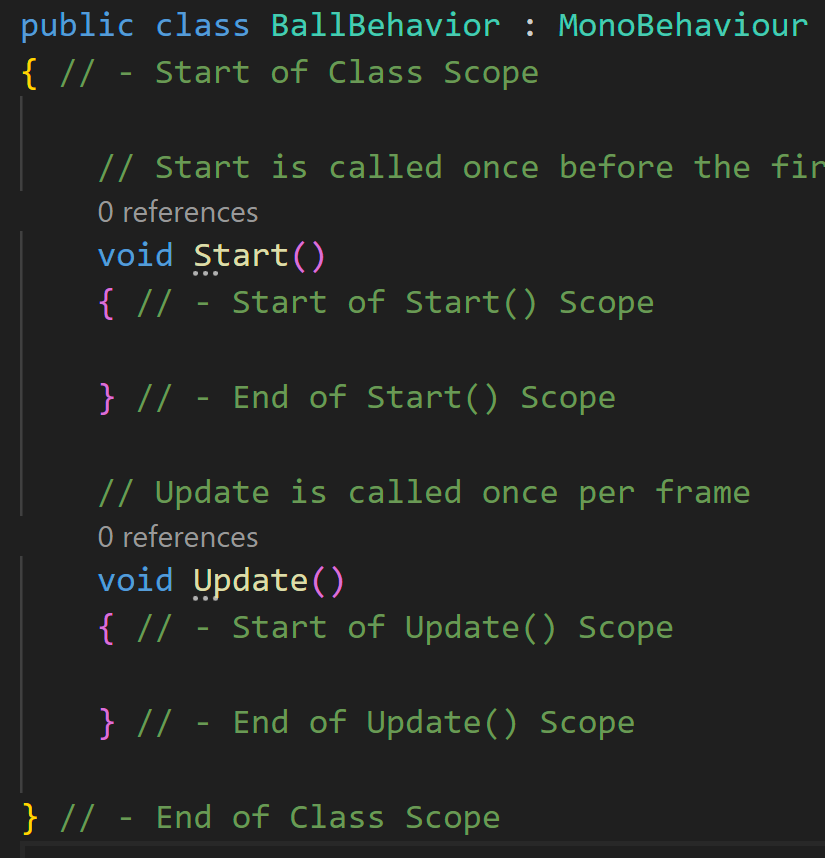 public class BallBehavior : MonoBehaviour
{ // - Start of Class Scope
// Start is called once before the
0 references
void Start()
{ // - Start of Start() Scope
} // - End of Start() Scope
// Update is called once per frame
0 references
void Update()
{ // - Start of Update() Scope
} // - End of Update() Scope
} // - End of Class Scope